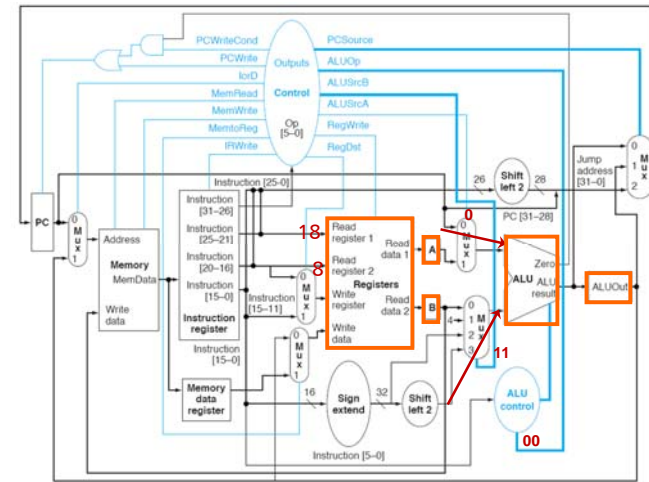 PCWriteCond
PCWrite
IorD
MemRead
MemWrite
MemtoReg
IRWrite
Outputs
Control
Op
[5–0]
PCSource
ALUOp
ALUSrcB
ALUSrcA
RegWrite
RegDst
Instruction [25–0]
26
Shift
left 2
28
Jump
address
[31–0]
0
1
2
M
u
x
PC
0
M
u
x
1
Address
Memory
MemData
Write
data
Instruction
[31–26]
Instruction
[25–21]
Instruction
[20–16]
Instruction
[15–0]
Instruction
register
Instruction
[15–0]
Memory
data
register
Instruction
[15–11]
0
M
u
x
1
0
M
u
x
1
18
8
Read
register 1
Read
register 2
Registers
Write
register
Write
data
Read
data 1
Read
data 2
A
B
0
0
M
u
x
1
PC [31–28]
4
0
1
2
3
M
u
x
11
Zero
ALU
ALU
result
ALUOut
16
Sign
extend
32
Shift
left 2
ALU
control
00
Instruction [5–0]